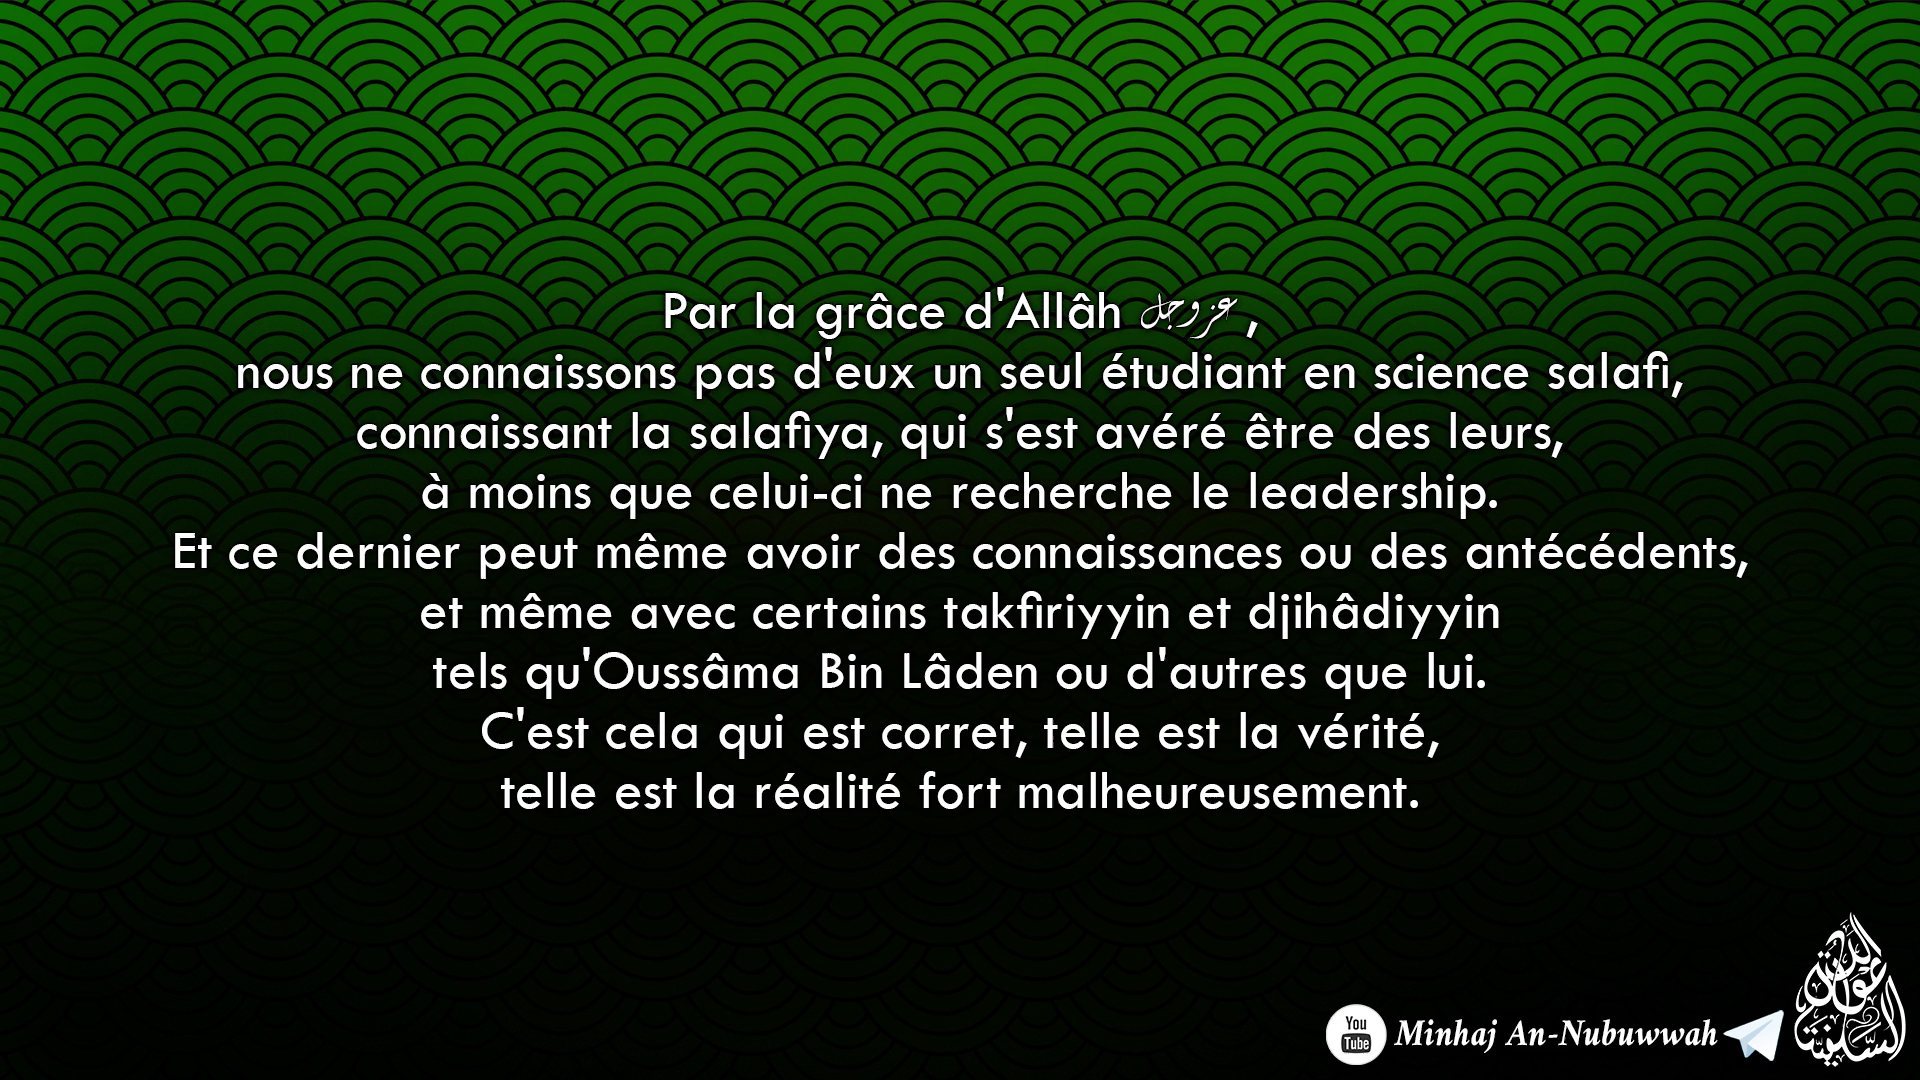 Par la grâce d'Allâh عزوجل,
nous ne connaissons pas d'eux un seul étudiant en science salafi,
connaissant la salafiya, qui s'est avéré être des leurs,
à moins que celui-ci ne recherche le leadership.
Et ce dernier peut même avoir des connaissances ou des antécédents,
et même avec certains takfiriyyin et djihâdiyyin
tels qu'Oussâma Bin Lâden ou d'autres que lui.
C'est cela qui est corret, telle est la vérité,
telle est la réalité fort malheureusement.
You Tube Minhaj An-Nubuwwah